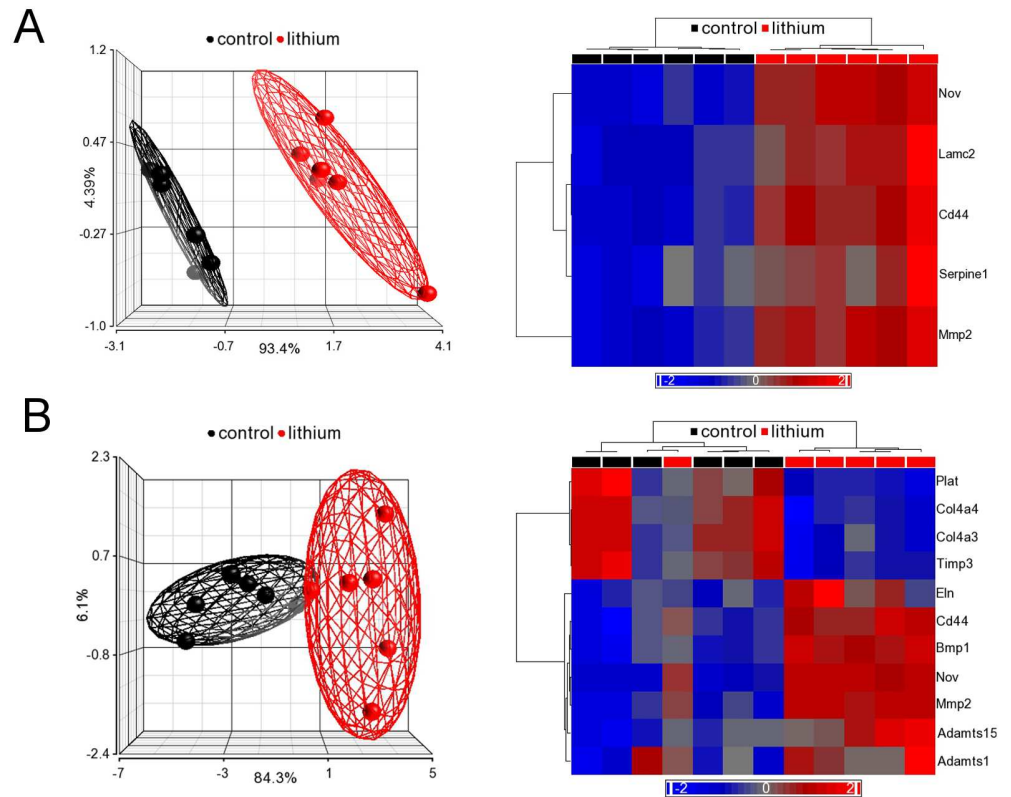 A
control lithium
1.2
0.47
4.39%
-0.27
-1.0
-3.1 -0.7 93.4% 1.7 4.1
control lithium
Nov
Lamc2
Cd44
Serpine1
Mmp2
-2 0 2
B
control lithium
2.3
0.7
6.1%
-0.8
-2.4
-7 -3 84.3% 1 5
control lithium
Plat
Col4a4
Col4a3
Timp3
Eln
Cd44
Bmp1
Nov
Mmp2
Adamts15
Adamts1
-2 0 2